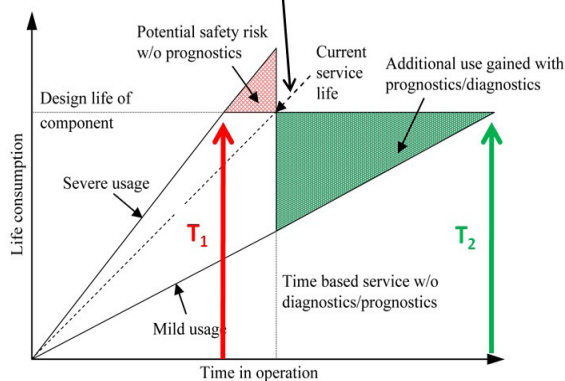 Potential safety risk
w/o prognostics
Current
service
life
Additional use gained with
prognostics/diagnostics
Design life of
component
Severe usage
T1
T2
Time based service w/o
diagnostics/prognostics
Mild usage
Life consumption
Time in operation